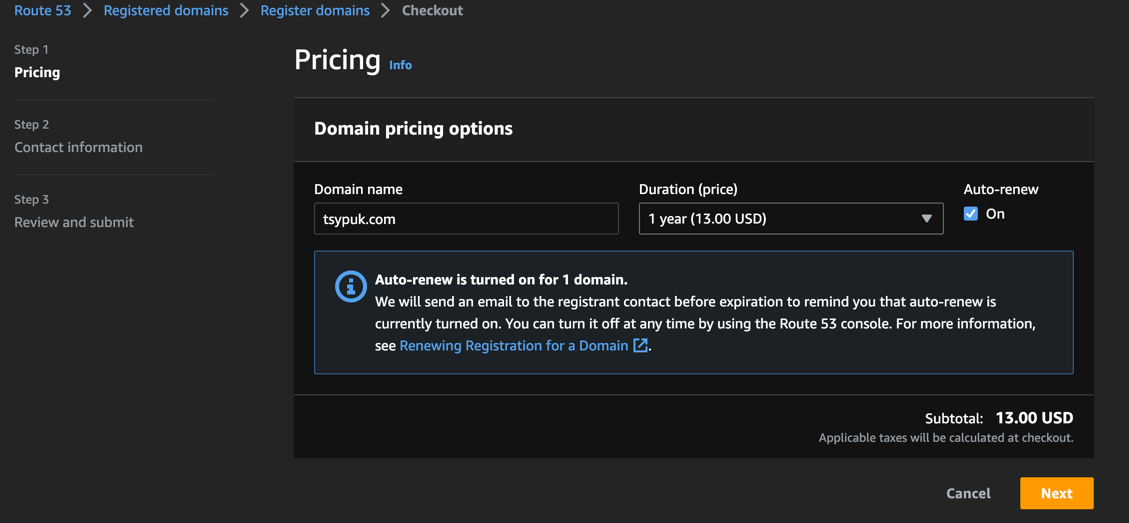 Route 53 > Registered domains > Register domains > Checkout
Step 1
Pricing
Step 2
Contact information
Step 3
Review and submit
Pricing Info
Domain pricing options
Domain name
tsypuk.com
Duration (price)
1 year (13.00 USD)
Auto-renew
On
Auto-renew is turned on for 1 domain.
We will send an email to the registrant contact before expiration to remind you that auto-renew is
currently turned on. You can turn it off at any time by using the Route 53 console. For more information,
see Renewing Registration for a Domain.
Subtotal: 13.00 USD
Applicable taxes will be calculated at checkout.
Cancel
Next